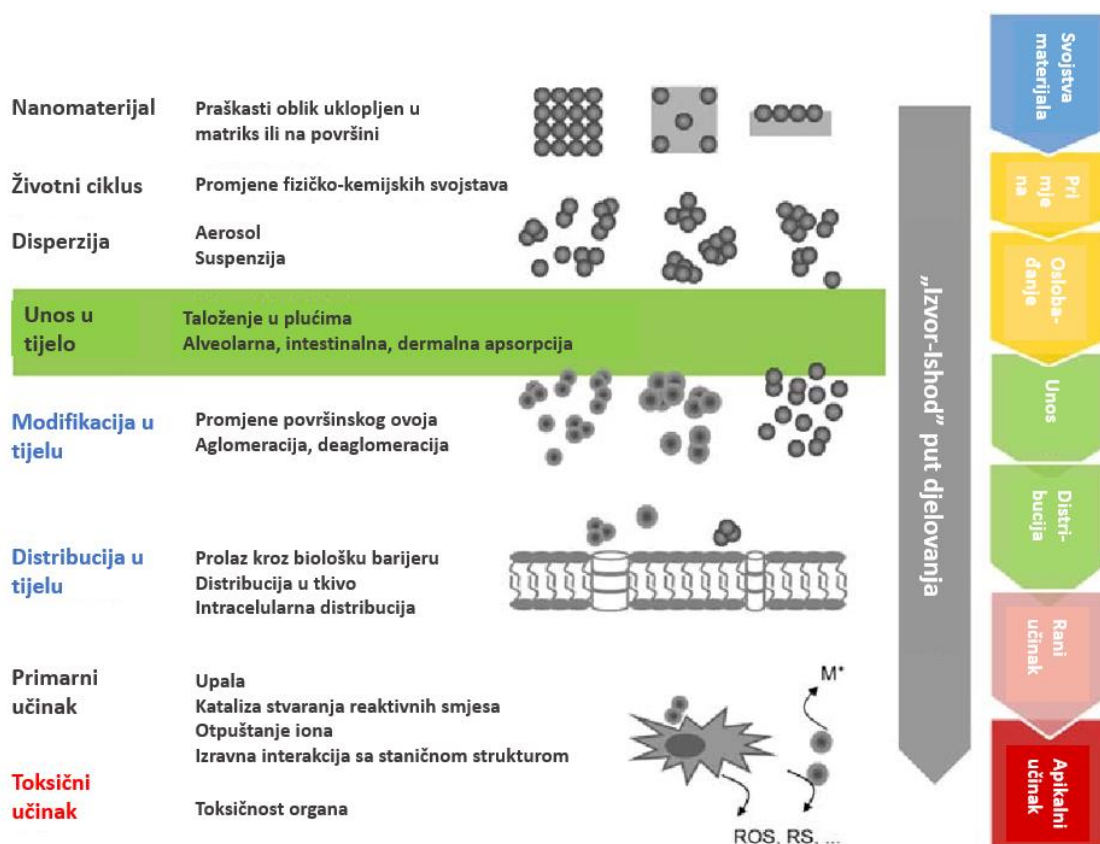 Nanomaterijal
Praškasti oblik uklopljen u
matriks ili na površini
Životni ciklus
Promjene fizičko-kemijskih svojstava
Disperzija
Aerosol
Suspenzija
Unos u
tijelo
Taloženje u plućima
Alveolarna, intestinalna, dermalna apsorpcija
Modifikacija u
tijelu
Promjene površinskog ovoja
Aglomeracija, deaglomeracija
Distribucija u
tijelu
Prolaz kroz biološku barijeru
Distribucija u tkivo
Intracelularna distribucija
Primarni
učinak
Upala
Kataliza stvaranja reaktivnih smjesa
Otpuštanje iona
Izravna interakcija sa staničnom strukturom
Toksični
učinak
Toksičnost organa
M⁺
ROS, RS, ...
„Izvor-Ishod” put djelovanja
Svojstva
materijala
Pri
mje
na
Osloba-
đanje
Unos
Distri-
bucija
Rani
učinak
Apikalni
učinak